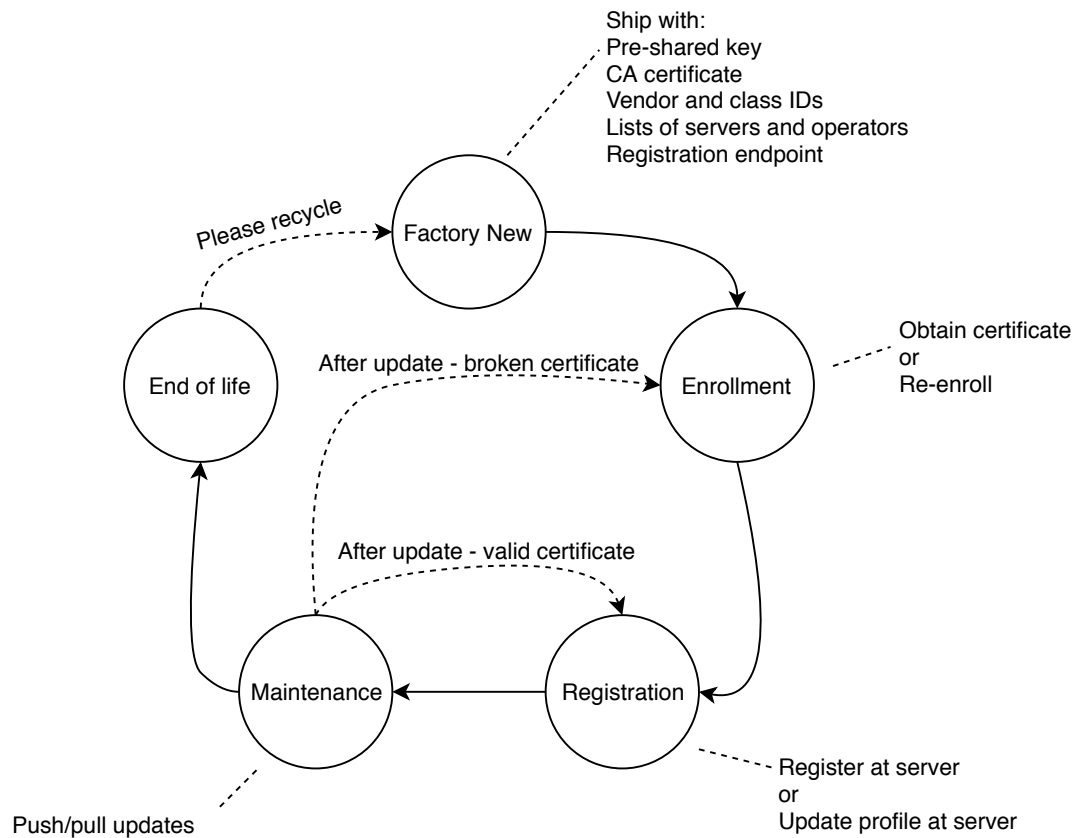 Ship with:
Pre-shared key
CA certificate
Vendor and class IDs
Lists of servers and operators
Registration endpoint
Please recycle
Factory New
End of life
After update - broken certificate
Enrollment
Obtain certificate
or
Re-enroll
After update - valid certificate
Maintenance
Registration
Register at server
or
Update profile at server
Push/pull updates